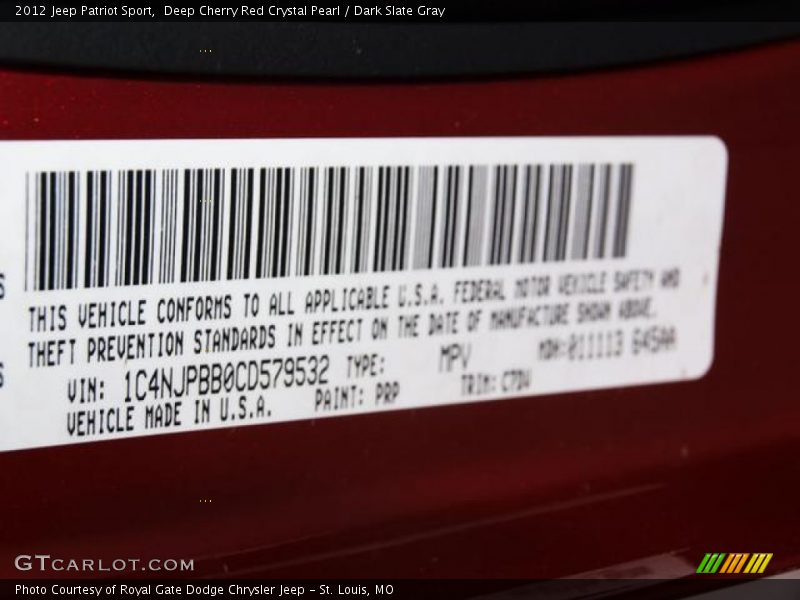 2012 Jeep Patriot Sport,  Deep Cherry Red Crystal Pearl / Dark Slate Gray
THIS VEHICLE CONFORMS TO ALL APPLICABLE U.S.A. FEDERAL MOTOR VEHICLE SAFETY AND
THEFT PREVENTION STANDARDS IN EFFECT ON THE DATE OF MANUFACTURE SHOWN ABOVE.
VIN: 1C4NJPBB0CD579532 TYPE: MPV MDH:011113 645AA
VEHICLE MADE IN U.S.A. PAINT: PRP TRIM: C7DV
GTCARLOT.COM
Photo Courtesy of Royal Gate Dodge Chrysler Jeep – St. Louis, MO